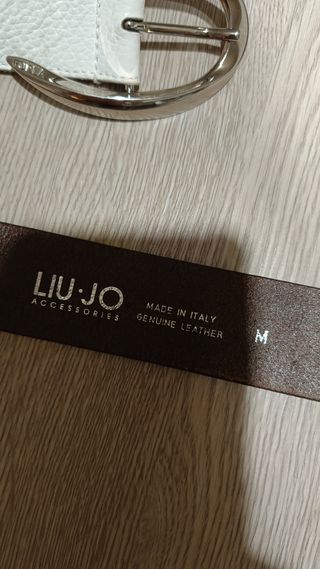 LIU·JO
ACCESSORIES
MADE IN ITALY
GENUINE LEATHER
M